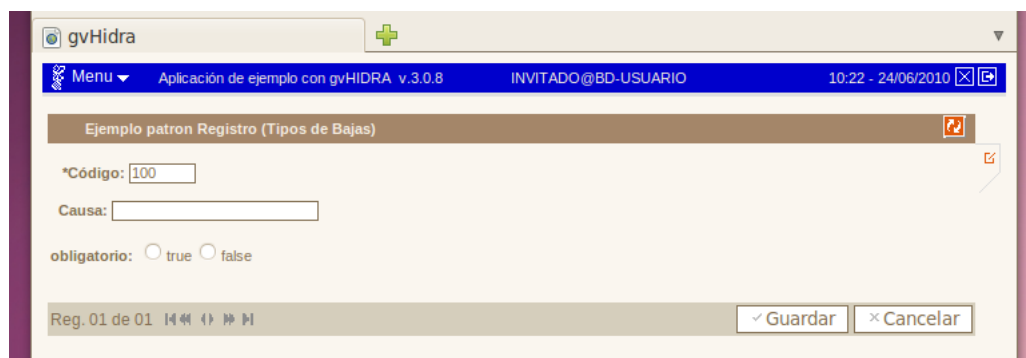 gvHidra
Menu Aplicación de ejemplo con gvHIDRA v.3.0.8 INVITADO@BD-USUARIO 10:22 - 24/06/2010
Ejemplo patron Registro (Tipos de Bajas)
*Código: 100
Causa:
obligatorio: true false
Reg. 01 de 01 Guardar Cancelar